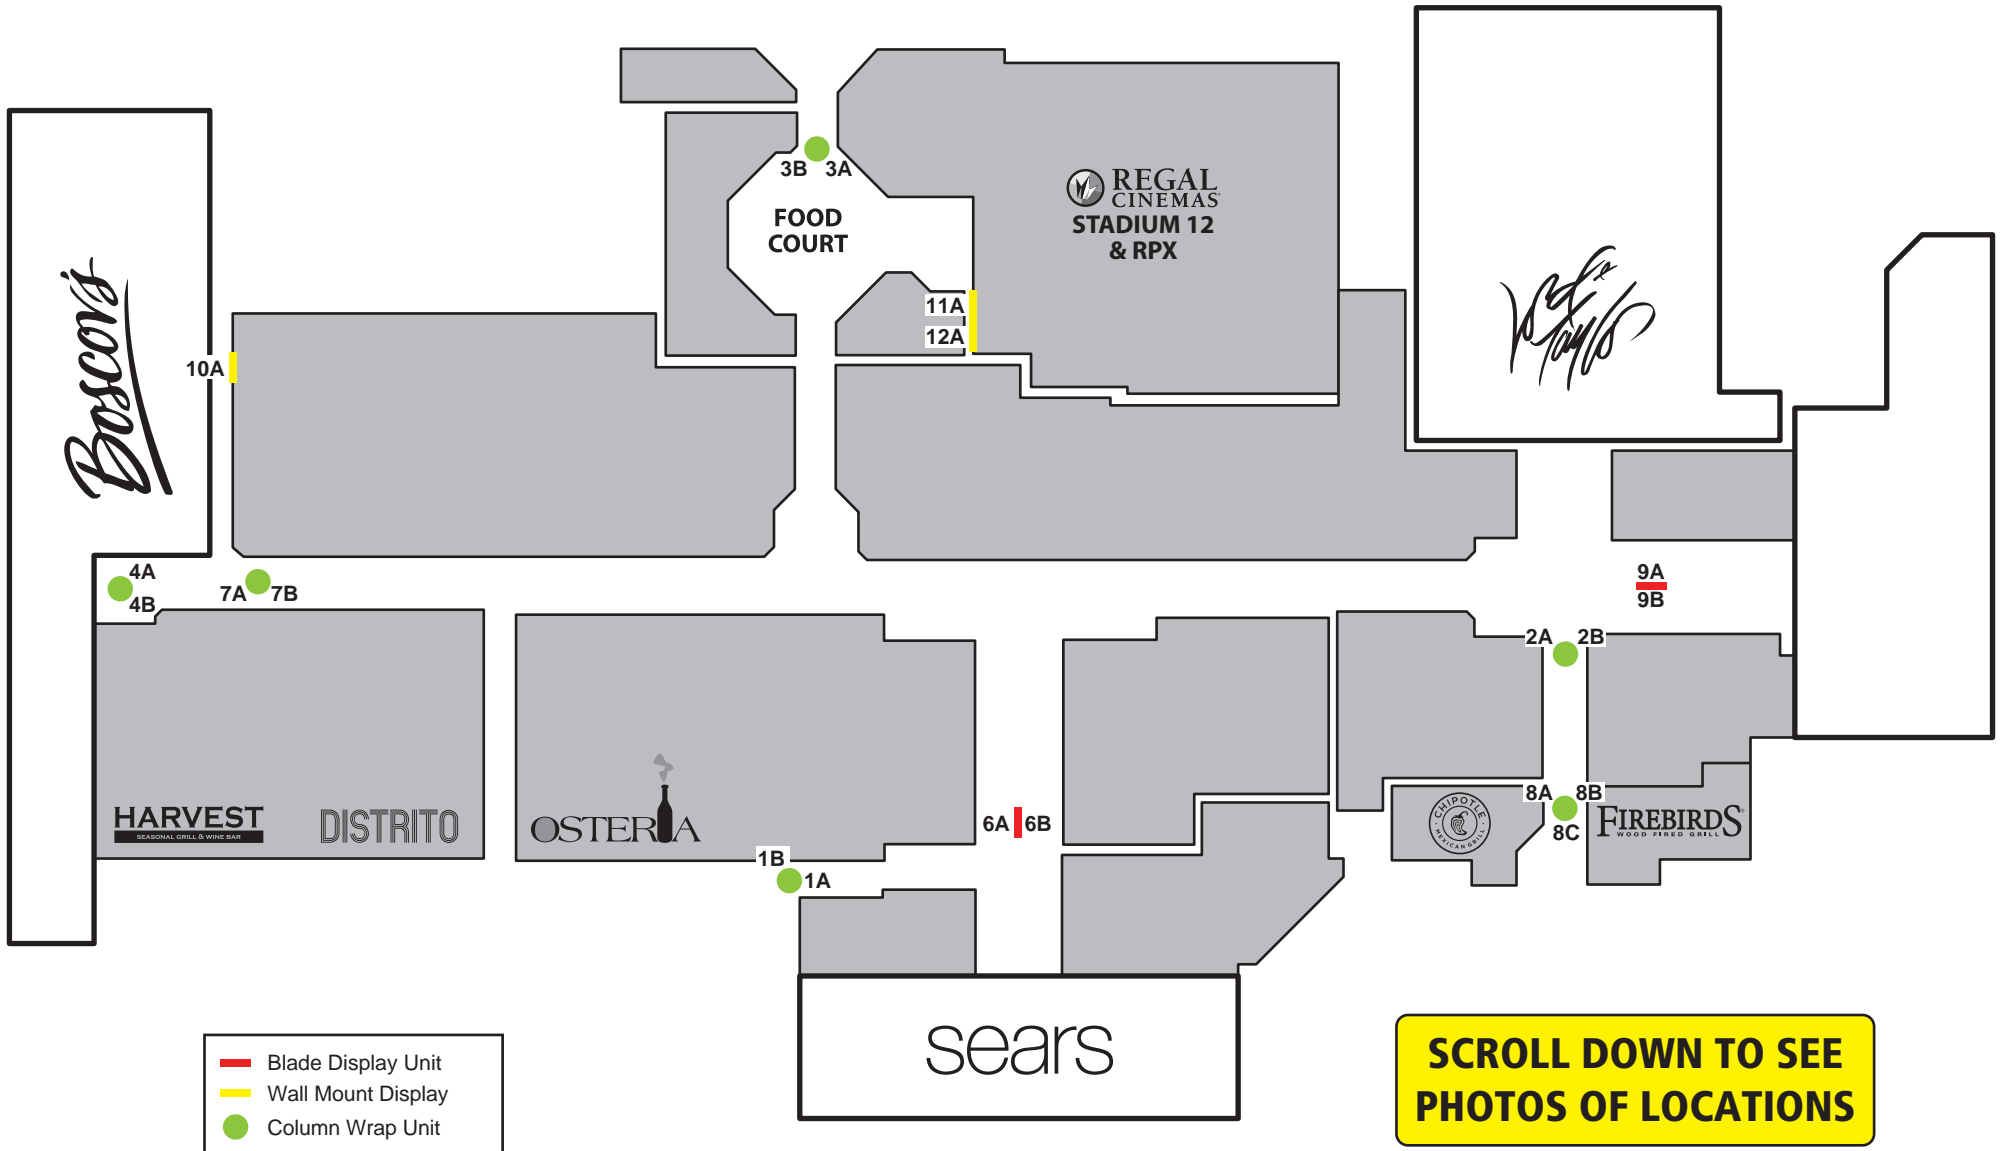 3B 3A
REGAL
CINEMAS
STADIUM 12
& RPX
FOOD
COURT
Boscov's
Lord & Taylor
11A
12A
10A
4A
4B
7A 7B
9A
9B
2A 2B
HARVEST
SEASONAL GRILL & WINE BAR
DISTRITO
OSTERIA
6A 6B
1B
1A
8A 8B
8C
CHIPOTLE
MEXICAN GRILL
FIREBIRDS
WOOD FIRED GRILL
sears
Blade Display Unit
Wall Mount Display
Column Wrap Unit
SCROLL DOWN TO SEE
PHOTOS OF LOCATIONS